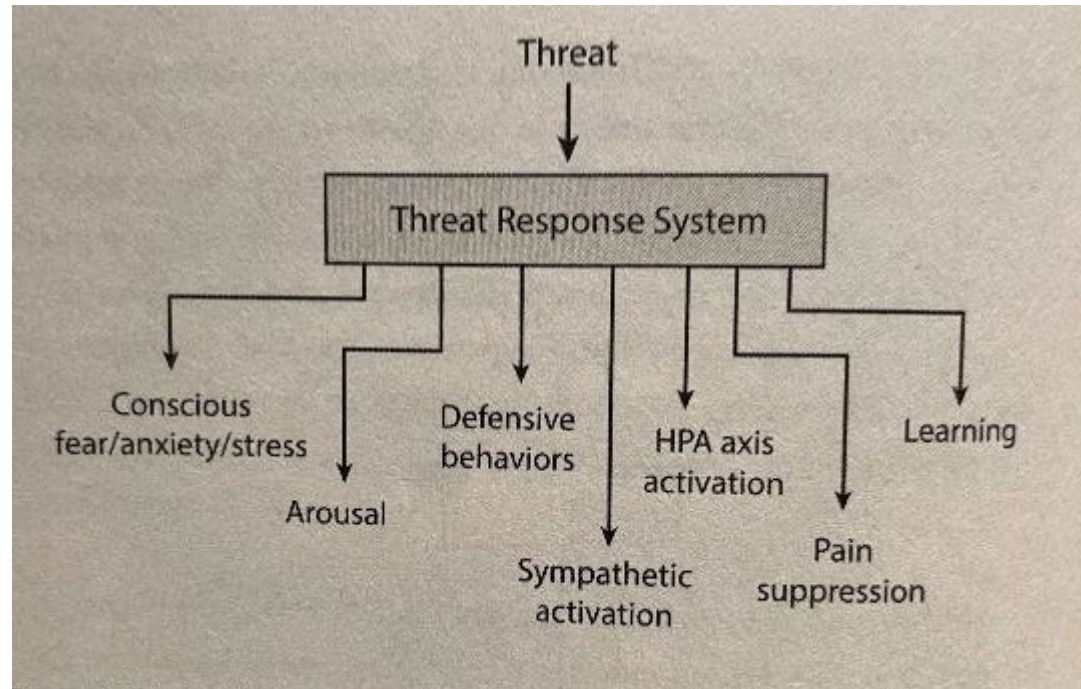 Threat
Threat Response System
Conscious
fear/anxiety/stress
Arousal
Defensive
behaviors
Sympathetic
activation
HPA axis
activation
Pain
suppression
Learning